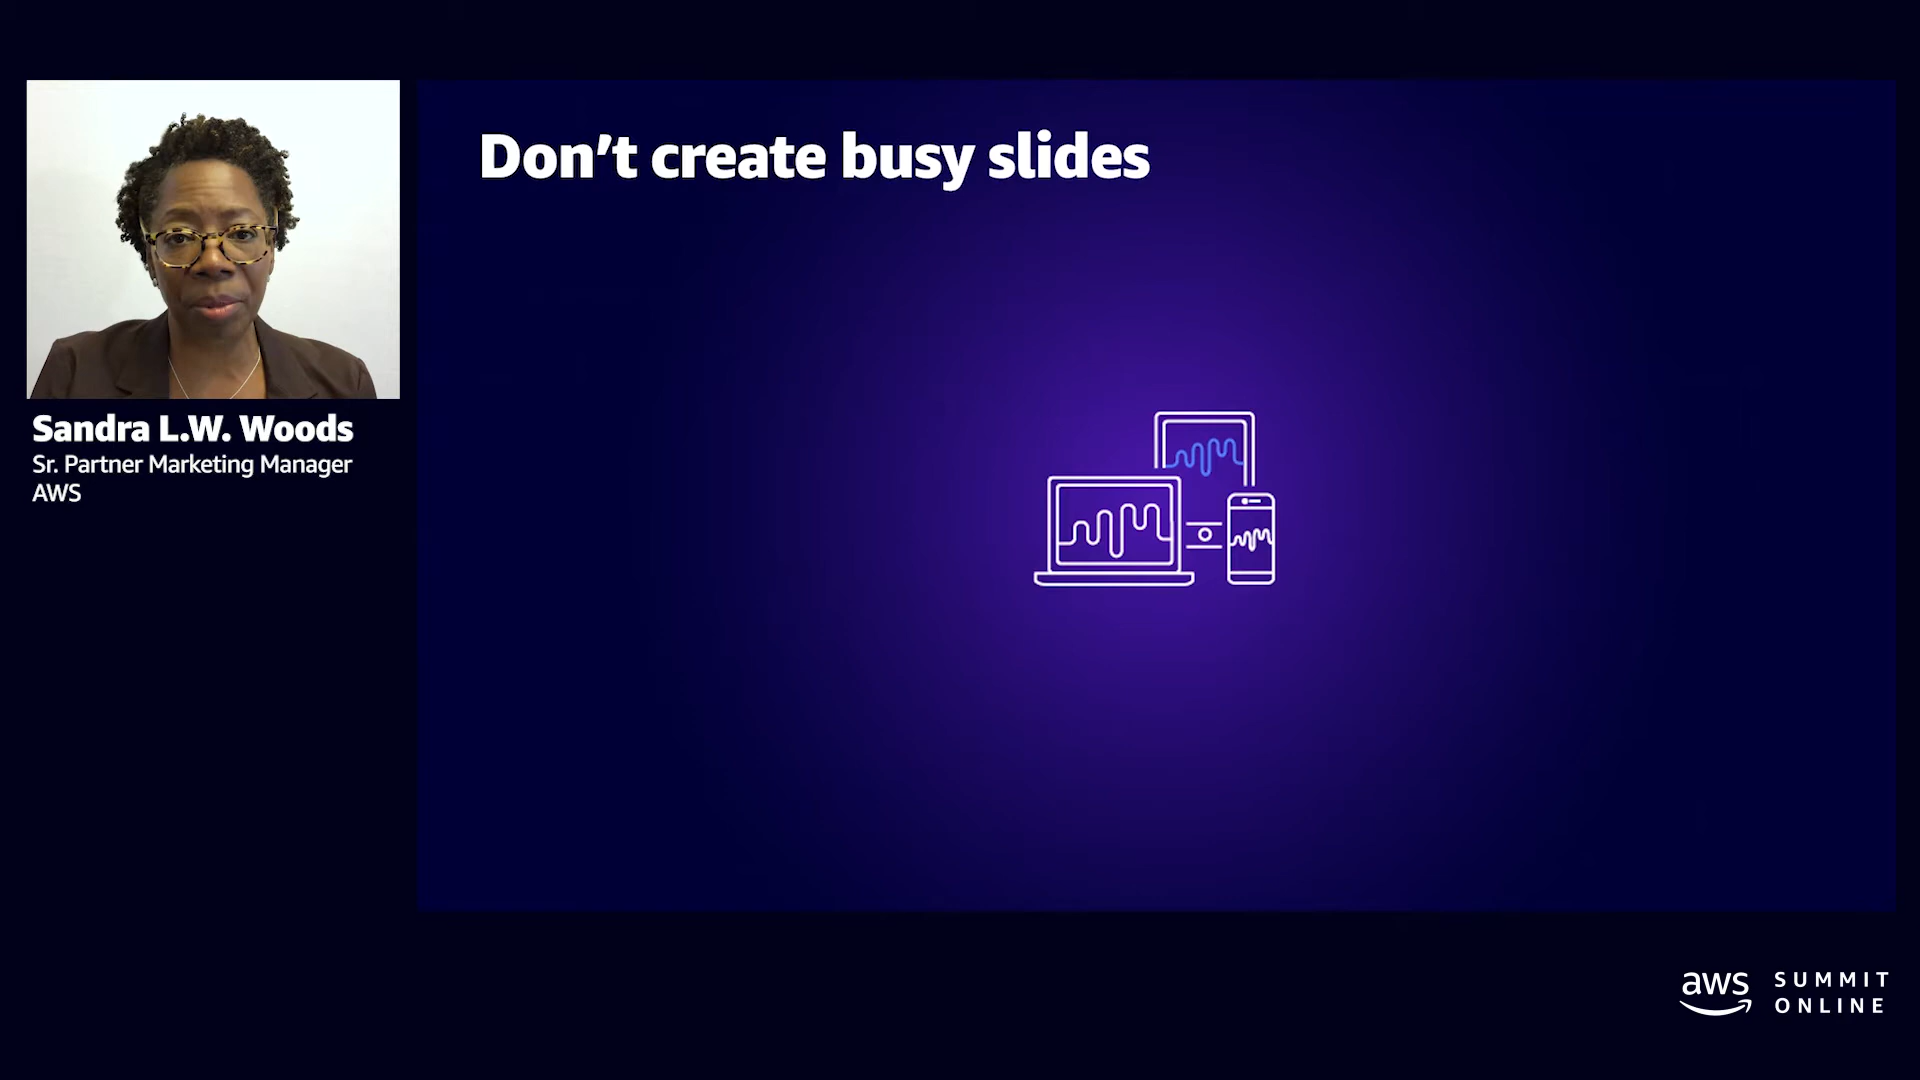 Don’t create busy slides
Sandra L.W. Woods
Sr. Partner Marketing Manager
AWS
aws SUMMIT
ONLINE